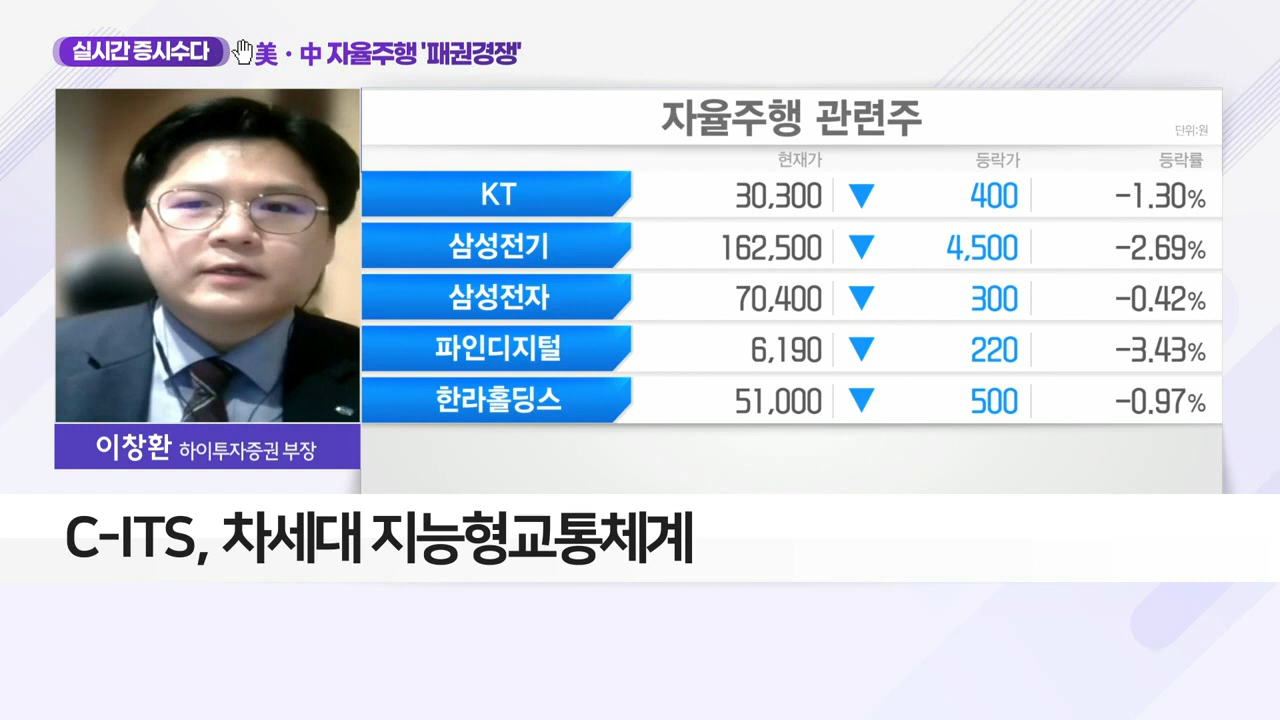 실시간 증시수다 美·中 자율주행 '패권경쟁'
자율주행 관련주
단위:원
현재가 등락가 등락률
KT 30,300 ▼ 400 -1.30%
삼성전기 162,500 ▼ 4,500 -2.69%
삼성전자 70,400 ▼ 300 -0.42%
파인디지털 6,190 ▼ 220 -3.43%
한라홀딩스 51,000 ▼ 500 -0.97%
이창환 하이투자증권 부장
C-ITS, 차세대 지능형교통체계